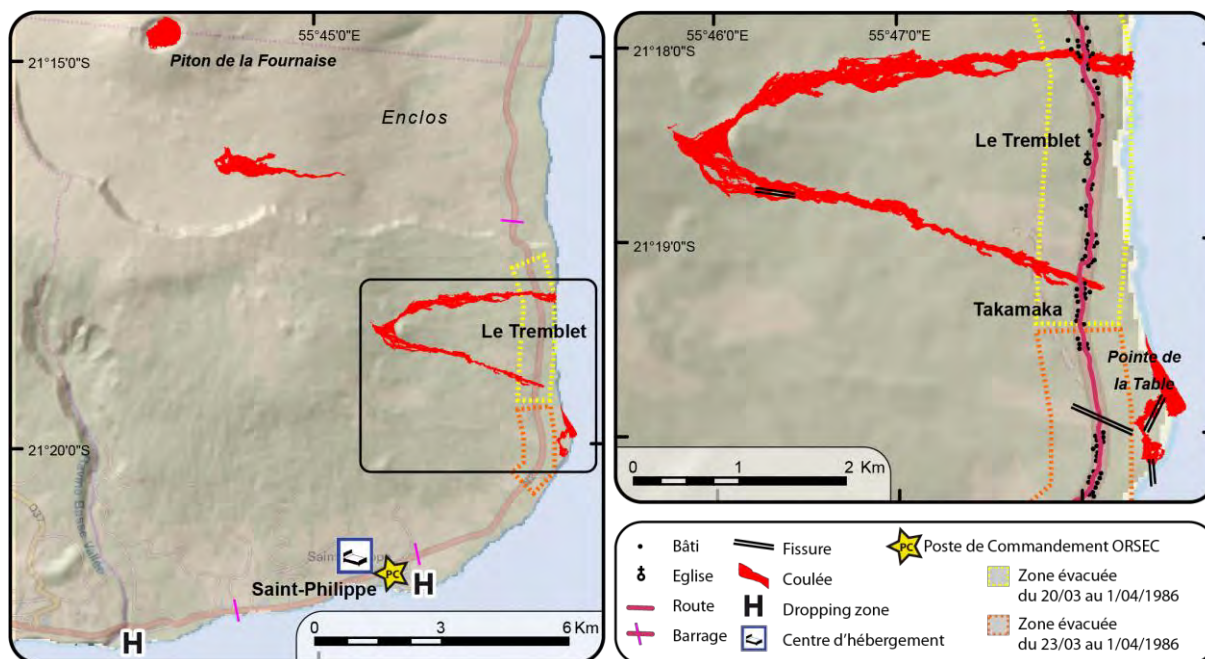 55°45'0"E
Piton de la Fournaise
21°15'0"S
Enclos
Le Tremblet
21°20'0"S
Saint-Philippe
PC
H
H
0 3 6 Km
55°46'0"E
55°47'0"E
21°18'0"S
Le Tremblet
21°19'0"S
Takamaka
Pointe de
la Table
0 1 2 Km
Bâti
Fissure
PC
Poste de Commandement ORSEC
Eglise
Coulée
Zone évacuée
du 20/03 au 1/04/1986
Route
H
Dropping zone
Barrage
Centre d'hébergement
Zone évacuée
du 23/03 au 1/04/1986